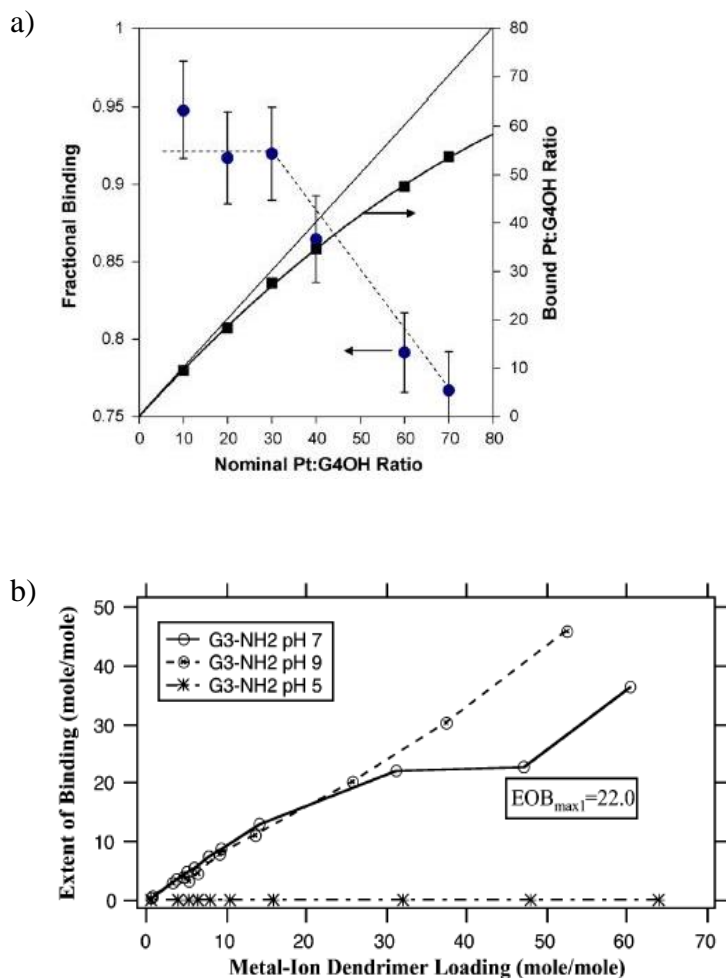 a)
1
0.95
0.9
0.85
0.8
0.75
Fractional Binding
80
70
60
50
40
30
20
10
0
Bound Pt:G4OH Ratio
0 10 20 30 40 50 60 70 80
Nominal Pt:G4OH Ratio
b)
50
40
30
20
10
0
Extent of Binding (mole/mole)
G3-NH2 pH 7
G3-NH2 pH 9
G3-NH2 pH 5
EOBmax1=22.0
0 10 20 30 40 50 60 70
Metal-Ion Dendrimer Loading (mole/mole)